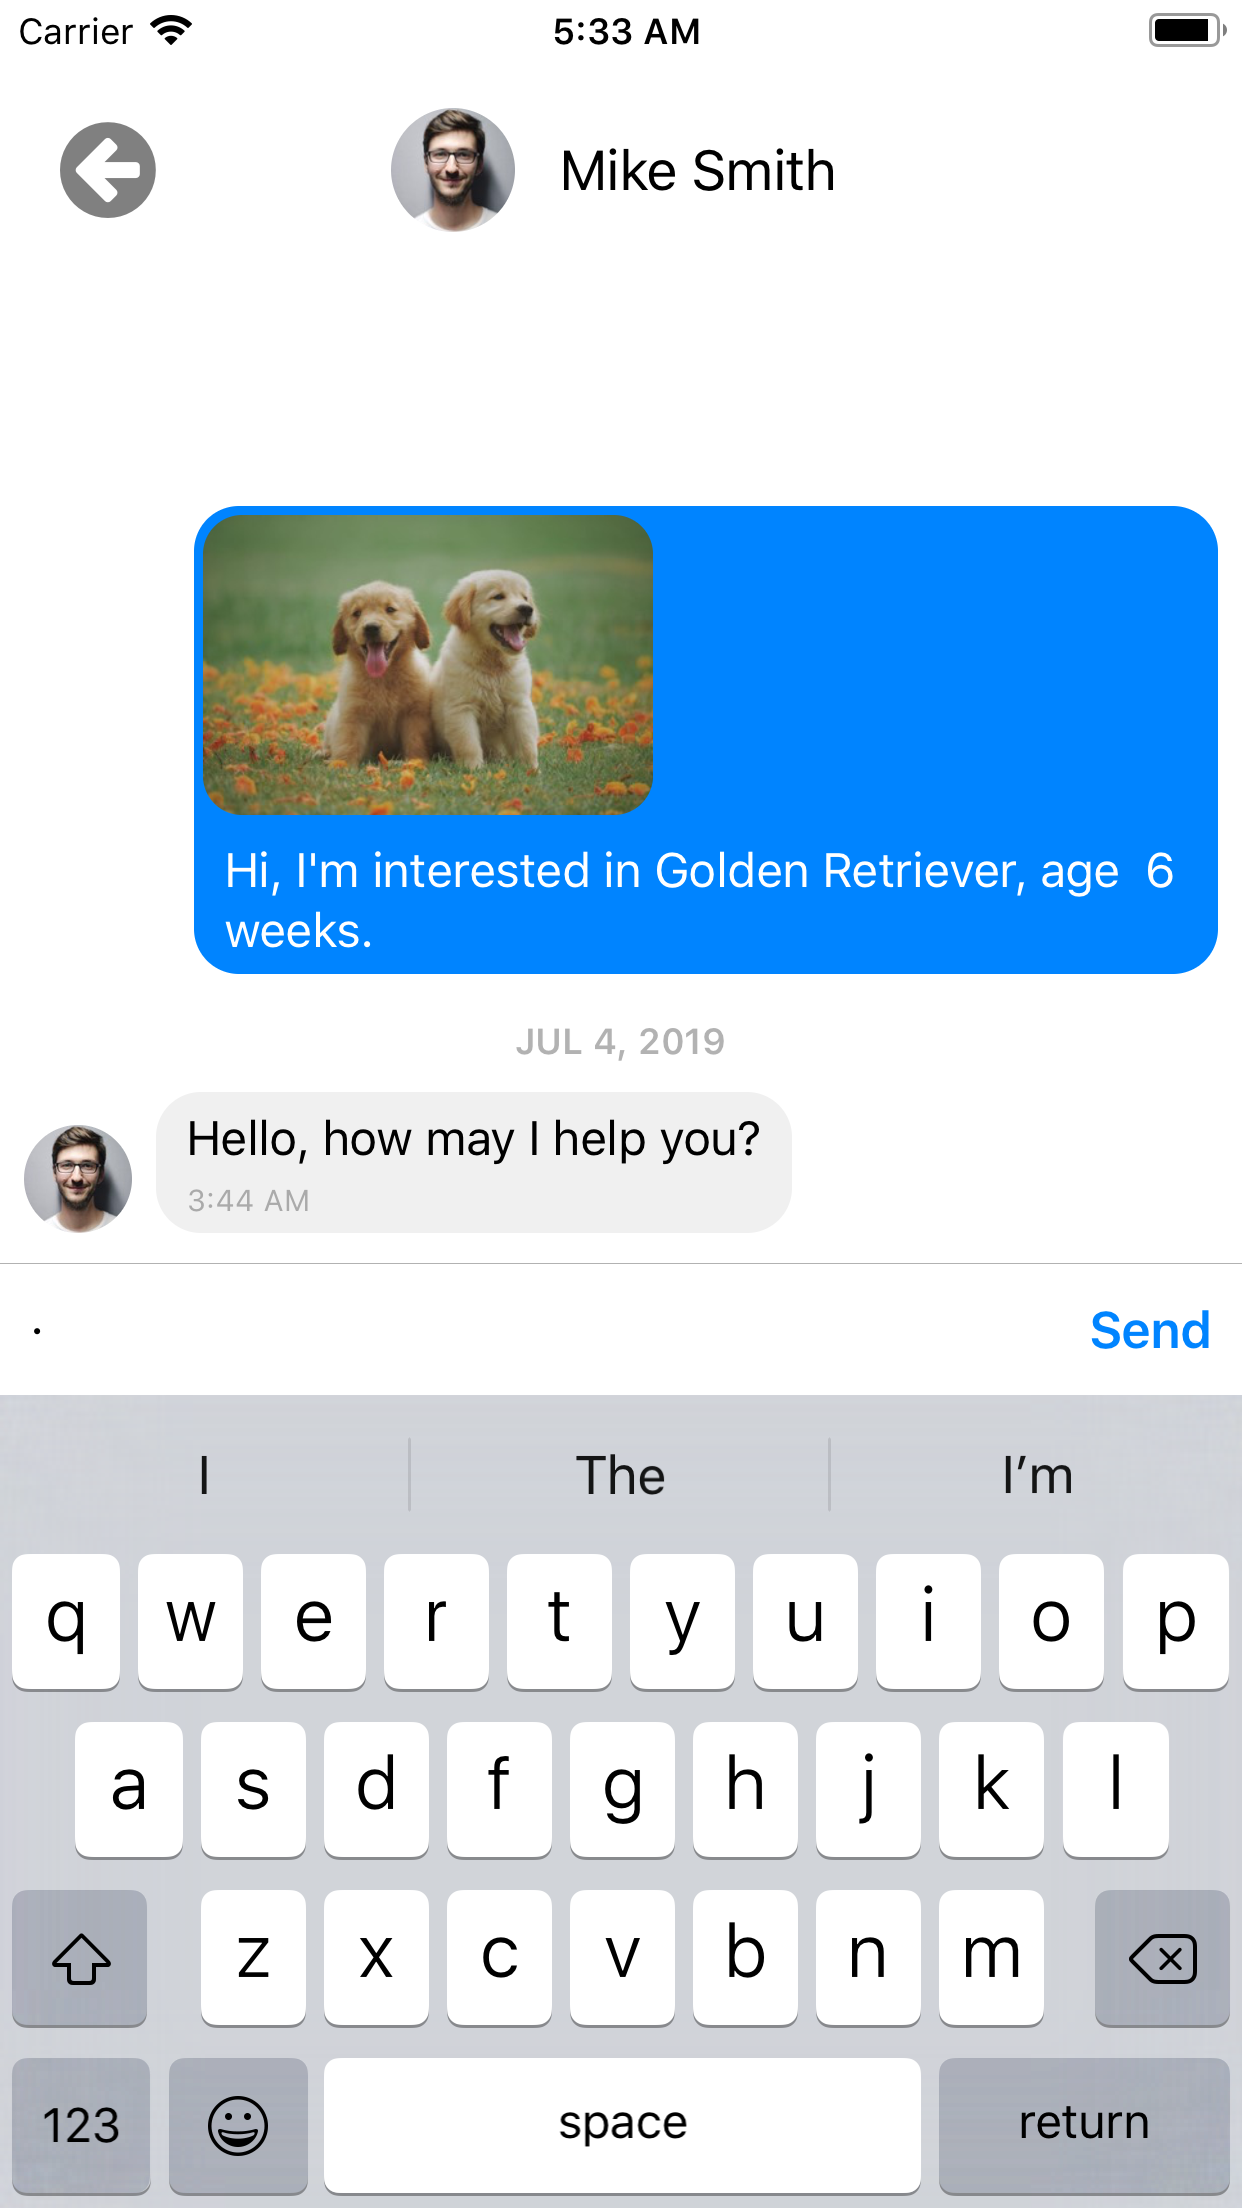 Carrier 5:33 AM
Mike Smith
Hi, I'm interested in Golden Retriever, age  6
weeks.
JUL 4, 2019
Hello, how may I help you?
3:44 AM
. Send
I The I’m
q w e r t y u i o p
a s d f g h j k l
z x c v b n m
123 space return